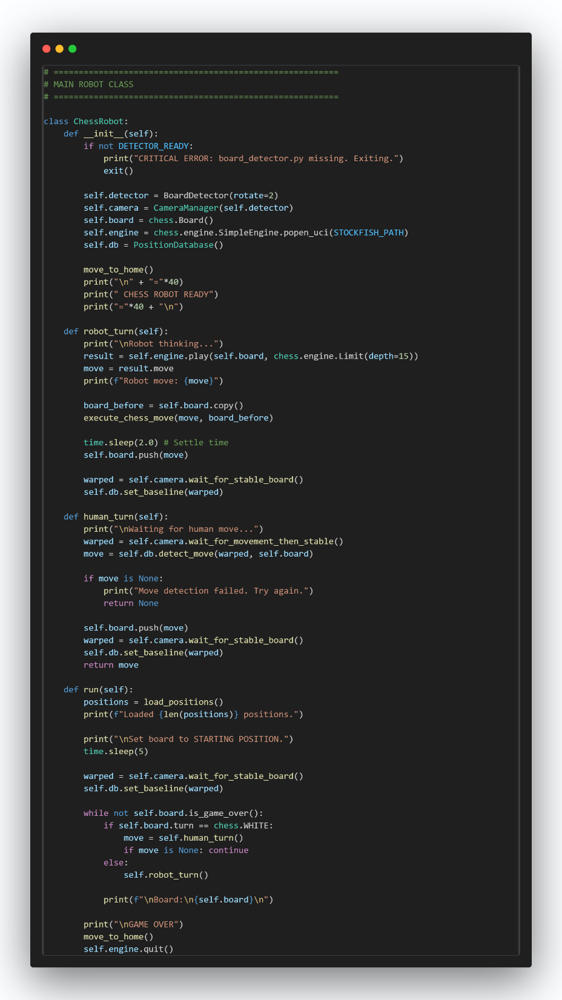 # =========================================================
# MAIN ROBOT CLASS
# =========================================================

class ChessRobot:
    def __init__(self):
        if not DETECTOR_READY:
            print("CRITICAL ERROR: board_detector.py missing. Exiting.")
            exit()

        self.detector = BoardDetector(rotate=2)
        self.camera = CameraManager(self.detector)
        self.board = chess.Board()
        self.engine = chess.engine.SimpleEngine.popen_uci(STOCKFISH_PATH)
        self.db = PositionDatabase()

        move_to_home()
        print("\n" + "="*40)
        print(" CHESS ROBOT READY")
        print("="*40 + "\n")

    def robot_turn(self):
        print("\nRobot thinking...")
        result = self.engine.play(self.board, chess.engine.Limit(depth=15))
        move = result.move
        print(f"Robot move: {move}")

        board_before = self.board.copy()
        execute_chess_move(move, board_before)

        time.sleep(2.0) # Settle time
        self.board.push(move)

        warped = self.camera.wait_for_stable_board()
        self.db.set_baseline(warped)

    def human_turn(self):
        print("\nWaiting for human move...")
        warped = self.camera.wait_for_movement_then_stable()
        move = self.db.detect_move(warped, self.board)

        if move is None:
            print("Move detection failed. Try again.")
            return None

        self.board.push(move)
        warped = self.camera.wait_for_stable_board()
        self.db.set_baseline(warped)
        return move

    def run(self):
        positions = load_positions()
        print(f"Loaded {len(positions)} positions.")

        print("\nSet board to STARTING POSITION.")
        time.sleep(5)

        warped = self.camera.wait_for_stable_board()
        self.db.set_baseline(warped)

        while not self.board.is_game_over():
            if self.board.turn == chess.WHITE:
                move = self.human_turn()
                if move is None: continue
            else:
                self.robot_turn()

            print(f"\nBoard:\n{self.board}\n")

        print("\nGAME OVER")
        move_to_home()
        self.engine.quit()